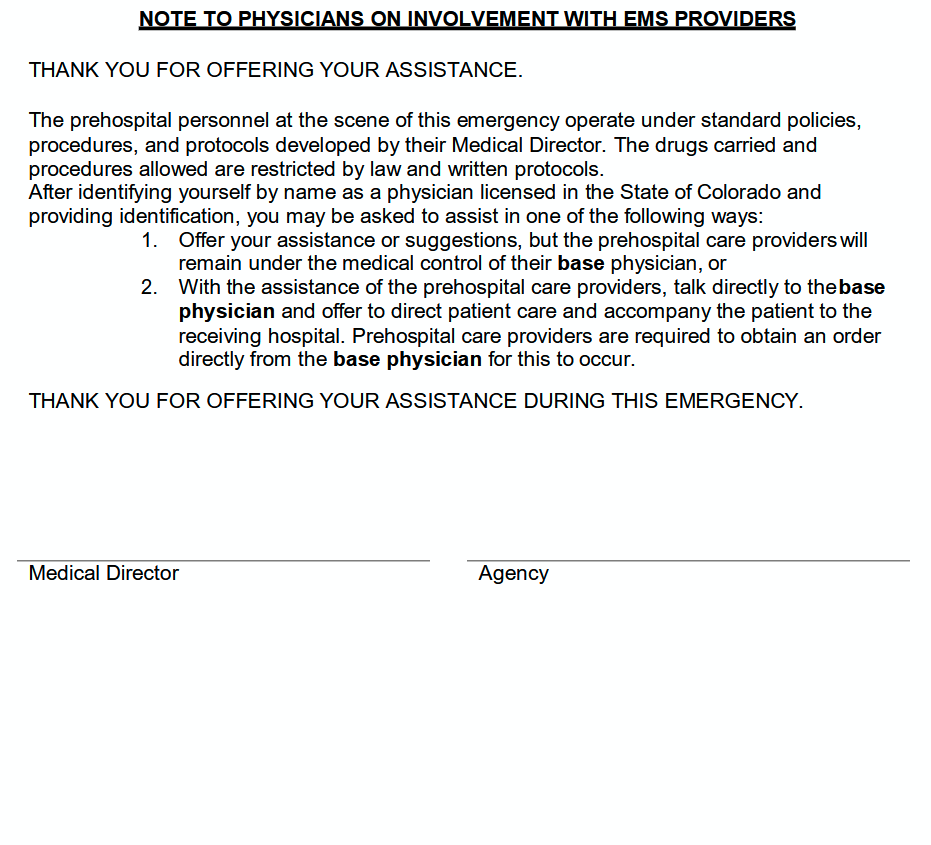 NOTE TO PHYSICIANS ON INVOLVEMENT WITH EMS PROVIDERS
THANK YOU FOR OFFERING YOUR ASSISTANCE.
The prehospital personnel at the scene of this emergency operate under standard policies,
procedures, and protocols developed by their Medical Director. The drugs carried and
procedures allowed are restricted by law and written protocols.
After identifying yourself by name as a physician licensed in the State of Colorado and
providing identification, you may be asked to assist in one of the following ways:
1. Offer your assistance or suggestions, but the prehospital care providers will
remain under the medical control of their base physician, or
2. With the assistance of the prehospital care providers, talk directly to the base
physician and offer to direct patient care and accompany the patient to the
receiving hospital. Prehospital care providers are required to obtain an order
directly from the base physician for this to occur.
THANK YOU FOR OFFERING YOUR ASSISTANCE DURING THIS EMERGENCY.
Medical Director Agency